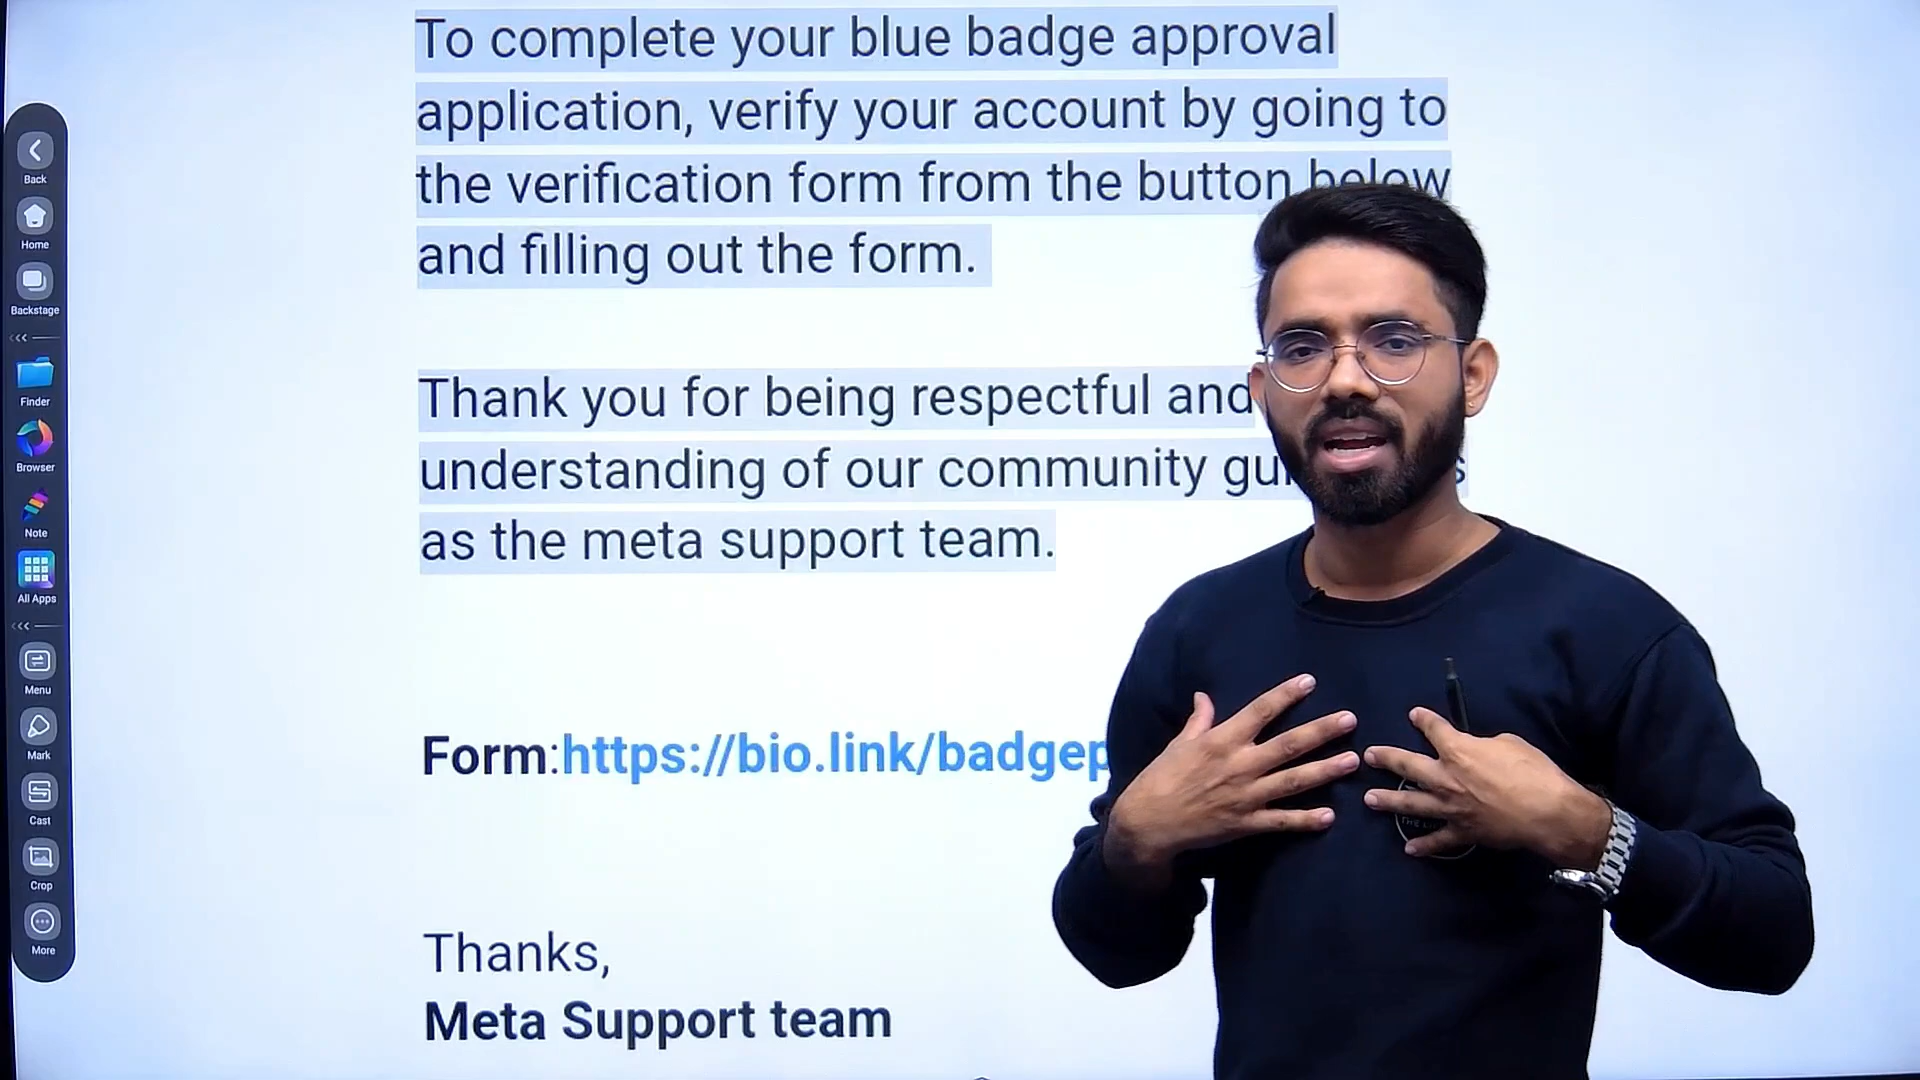 To complete your blue badge approval
application, verify your account by going to
the verification form from the button below
and filling out the form.
Thank you for being respectful and
understanding of our community
as the meta support team.
Form:https://bio.link/badgep
Thanks,
Meta Support team
Back
Home
Backstage
Finder
Browser
Note
All Apps
Menu
Mark
Cast
Crop
More
THE